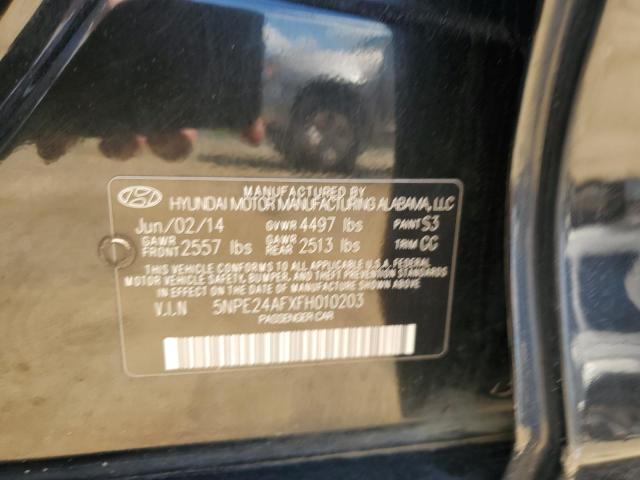 MANUFACTURED BY
HYUNDAI MOTOR MANUFACTURING ALABAMA, LLC
Jun/02/14 GVWR 4497 lbs PAINT S3
GAWR FRONT 2557 lbs GAWR REAR 2513 lbs TRIM GG
THIS VEHICLE CONFORMS TO ALL APPLICABLE FEDERAL
MOTOR VEHICLE SAFETY, BUMPER, AND THEFT PREVENTION STANDARDS
IN EFFECT ON THE DATE OF MANUFACTURE SHOWN ABOVE.
V.I.N 5NPE24AFXFH010203
PASSENGER CAR